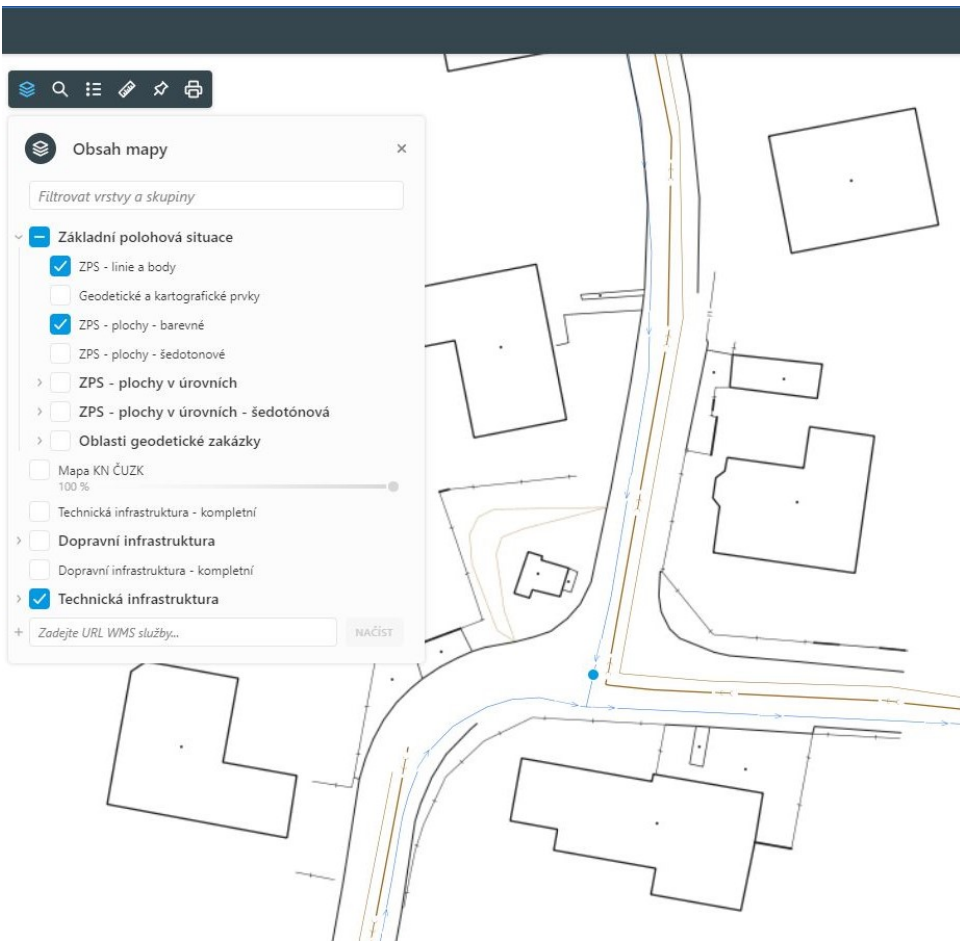 Obsah mapy
Filtrovat vrstvy a skupiny
Základní polohová situace
ZPS - linie a body
Geodetické a kartografické prvky
ZPS - plochy - barevné
ZPS - plochy - šedotonové
ZPS - plochy v úrovních
ZPS - plochy v úrovních - šedotónová
Oblasti geodetické zakázky
Mapa KN ČUZK
100 %
Technická infrastruktura - kompletní
Dopravní infrastruktura
Dopravní infrastruktura - kompletní
Technická infrastruktura
Zadejte URL WMS služby... NAČÍST